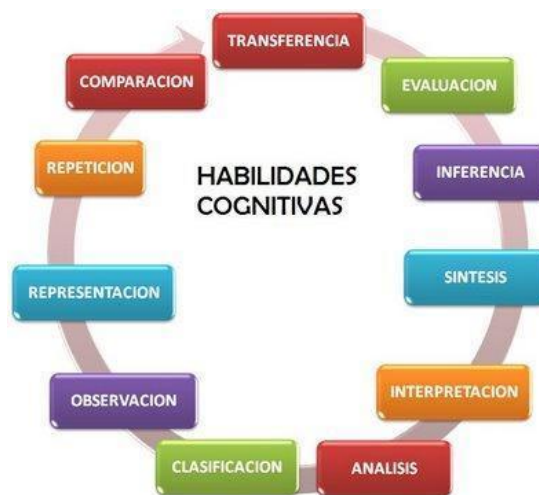 TRANSFERENCIA
EVALUACION
INFERENCIA
SINTESIS
INTERPRETACION
ANALISIS
CLASIFICACION
OBSERVACION
REPRESENTACION
REPETICION
COMPARACION
HABILIDADES
COGNITIVAS